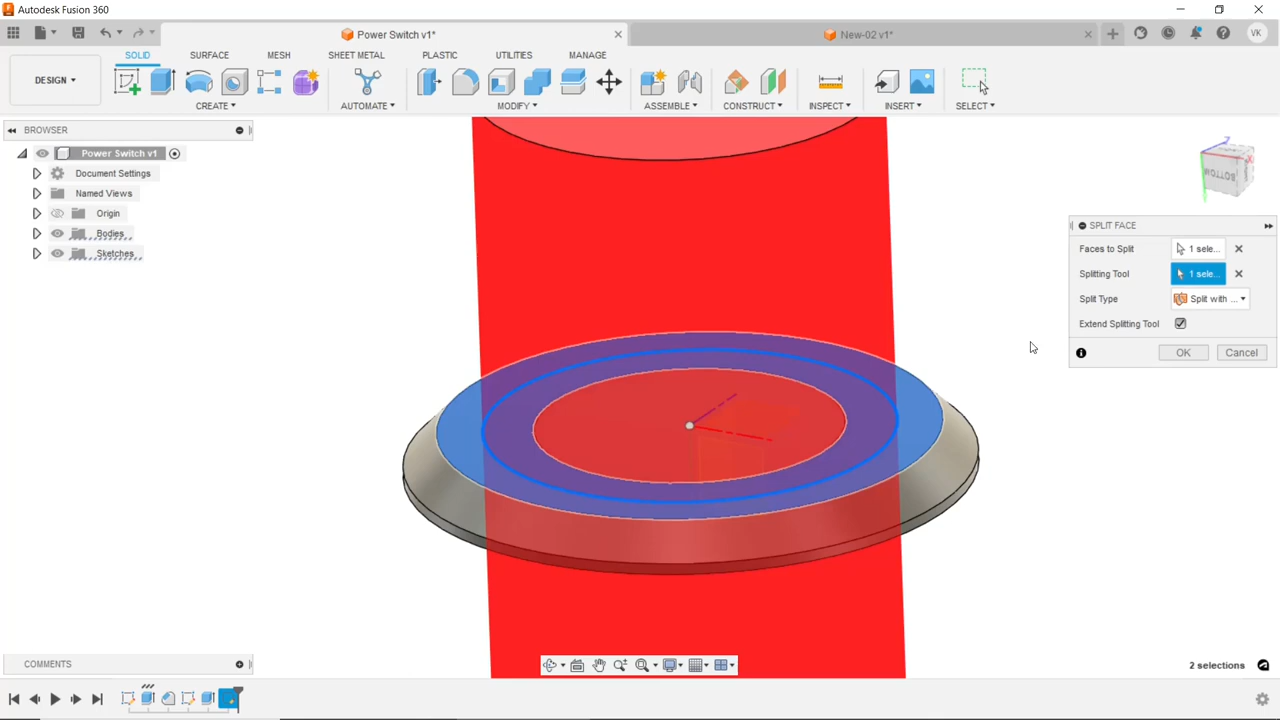 Autodesk Fusion 360
Power Switch v1*
New-02 v1*
VK
DESIGN
SOLID SURFACE MESH SHEET METAL PLASTIC UTILITIES MANAGE
CREATE AUTOMATE MODIFY ASSEMBLE CONSTRUCT INSPECT INSERT SELECT
BROWSER
Power Switch v1
Document Settings
Named Views
Origin
Bodies
Sketches
BOTTOM
Z
X
SPLIT FACE
Faces to Split 1 sele...
Splitting Tool 1 sele...
Split Type Split with ...
Extend Splitting Tool
OK Cancel
COMMENTS
2 selections